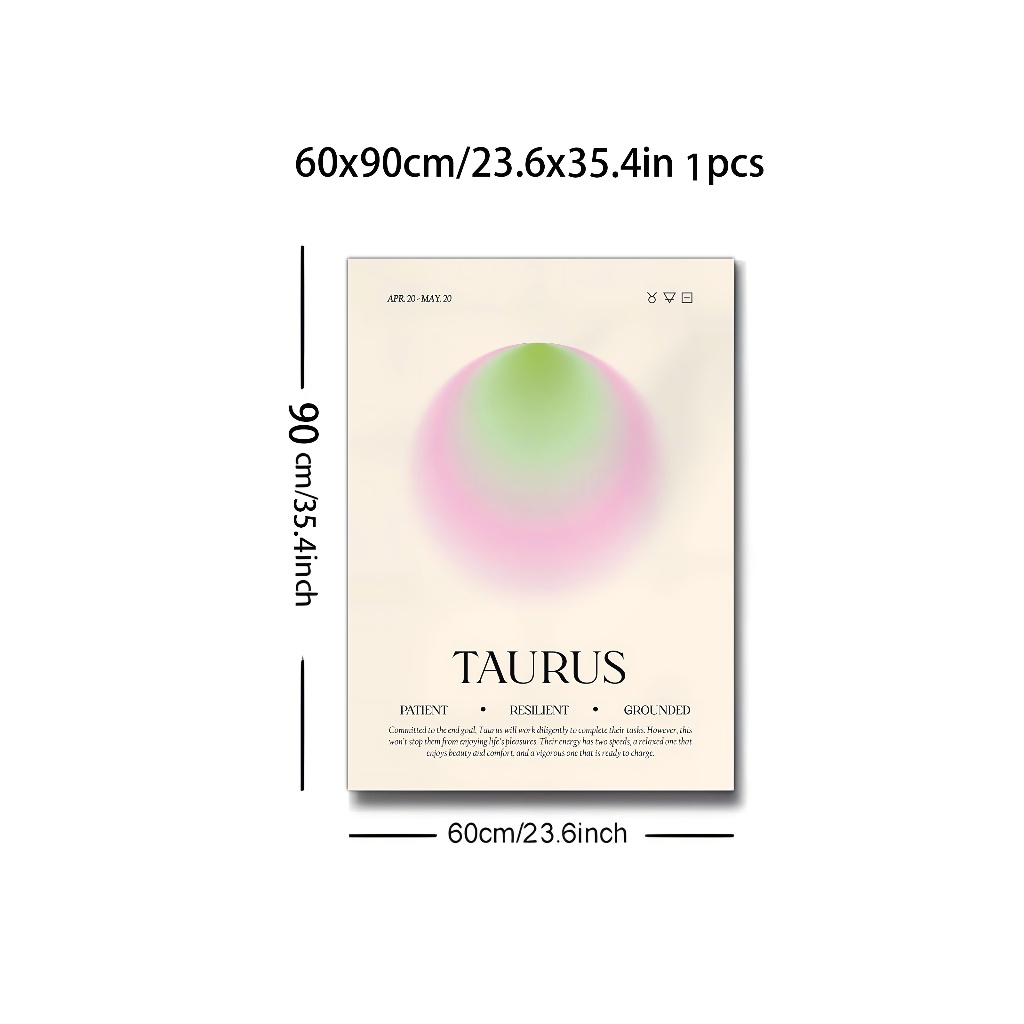 60x90cm/23.6x35.4in 1pcs
APR. 20 - MAY. 20
90 cm/35.4inch
TAURUS
PATIENT • RESILIENT • GROUNDED
Committed to the end goal, Taurus will work diligently to complete their tasks. However, this
won't stop them from enjoying life's pleasures. Their energy has two speeds, a relaxed one that
enjoys beauty and comfort, and a vigorous one that is ready to charge.
60cm/23.6inch